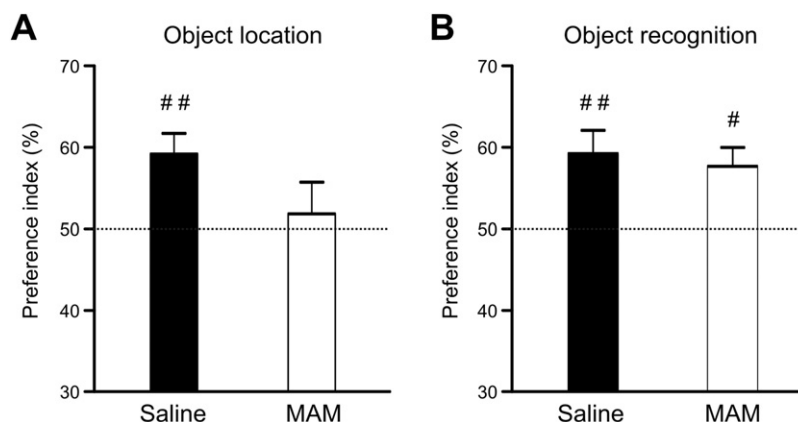 A
Object location
Preference index (%)
70
60
50
40
30
# #
Saline
MAM
B
Object recognition
Preference index (%)
70
60
50
40
30
# #
#
Saline
MAM